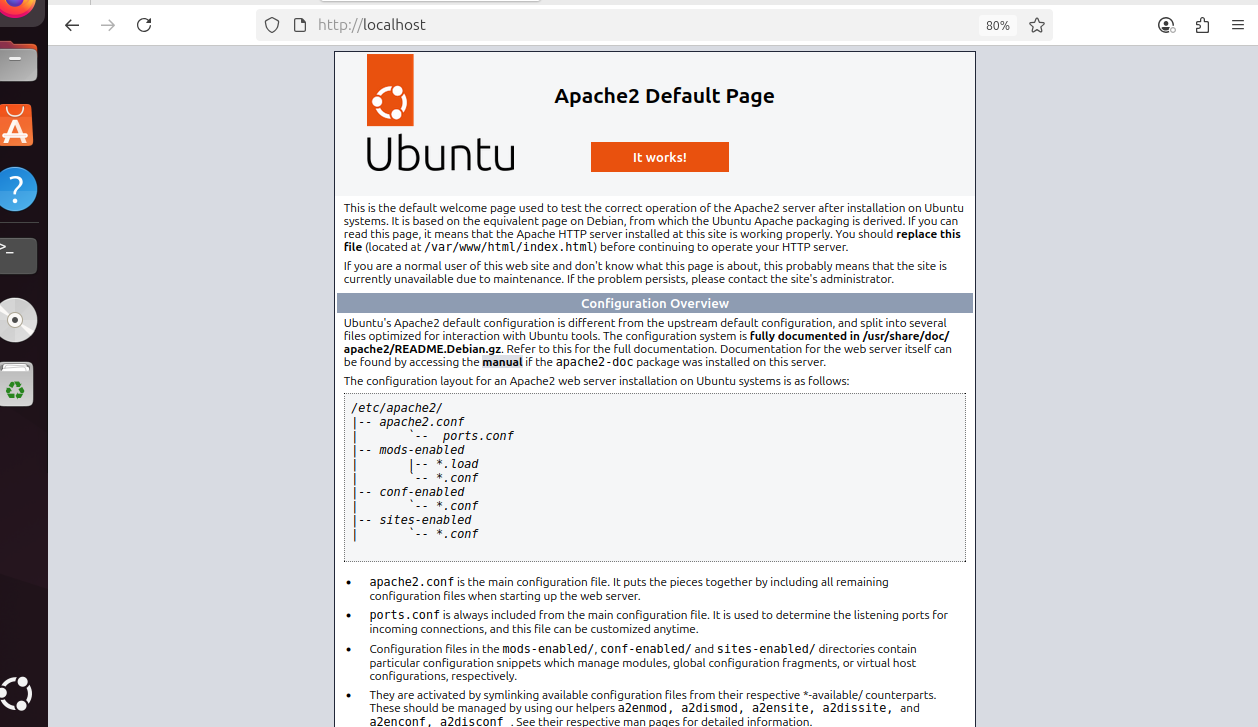 http://localhost
80%
Apache2 Default Page
Ubuntu
It works!
This is the default welcome page used to test the correct operation of the Apache2 server after installation on Ubuntu
systems. It is based on the equivalent page on Debian, from which the Ubuntu Apache packaging is derived. If you can
read this page, it means that the Apache HTTP server installed at this site is working properly. You should replace this
file (located at /var/www/html/index.html) before continuing to operate your HTTP server.
If you are a normal user of this web site and don't know what this page is about, this probably means that the site is
currently unavailable due to maintenance. If the problem persists, please contact the site's administrator.
Configuration Overview
Ubuntu's Apache2 default configuration is different from the upstream default configuration, and split into several
files optimized for interaction with Ubuntu tools. The configuration system is fully documented in /usr/share/doc/
apache2/README.Debian.gz. Refer to this for the full documentation. Documentation for the web server itself can
be found by accessing the manual if the apache2-doc package was installed on this server.
The configuration layout for an Apache2 web server installation on Ubuntu systems is as follows:
/etc/apache2/
|-- apache2.conf
|       `--  ports.conf
|-- mods-enabled
|       |-- *.load
|       `-- *.conf
|-- conf-enabled
|       `-- *.conf
|-- sites-enabled
|       `-- *.conf
• apache2.conf is the main configuration file. It puts the pieces together by including all remaining
configuration files when starting up the web server.
• ports.conf is always included from the main configuration file. It is used to determine the listening ports for
incoming connections, and this file can be customized anytime.
• Configuration files in the mods-enabled/, conf-enabled/ and sites-enabled/ directories contain
particular configuration snippets which manage modules, global configuration fragments, or virtual host
configurations, respectively.
• They are activated by symlinking available configuration files from their respective *-available/ counterparts.
These should be managed by using our helpers a2enmod, a2dismod, a2ensite, a2dissite, and
a2enconf, a2disconf . See their respective man pages for detailed information.